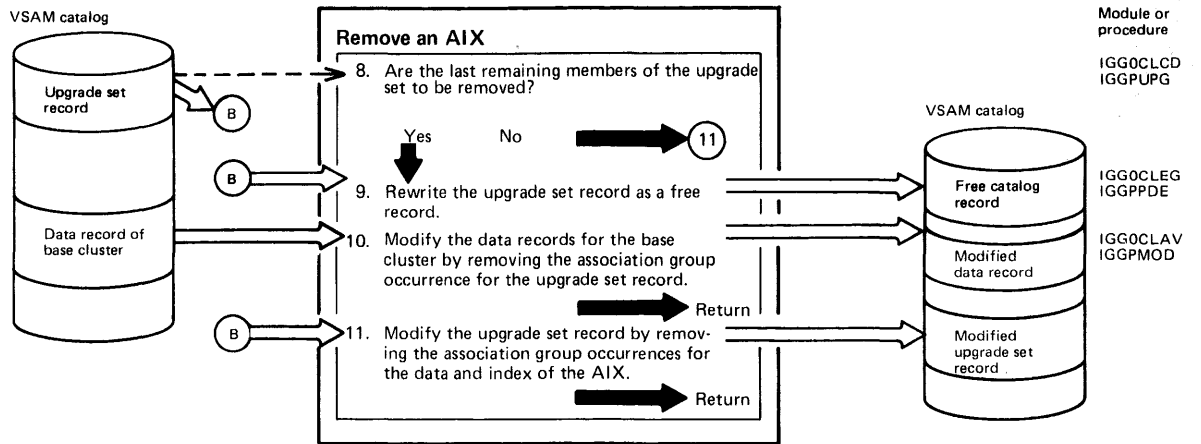 VSAM catalog
Upgrade set
record
B
B
Data record of
base cluster
B
Remove an AIX
8. Are the last remaining members of the upgrade
set to be removed?
Yes No 11
9. Rewrite the upgrade set record as a free
record.
10. Modify the data records for the base
cluster by removing the association group
occurrence for the upgrade set record.
Return
11. Modify the upgrade set record by remov-
ing the association group occurrences for
the data and index of the AIX.
Return
VSAM catalog
Free catalog
record
Modified
data record
Modified
upgrade set
record
Module or
procedure
IGG0CLCD
IGGPUPG
IGG0CLEG
IGGPPDE
IGG0CLAV
IGGPMOD